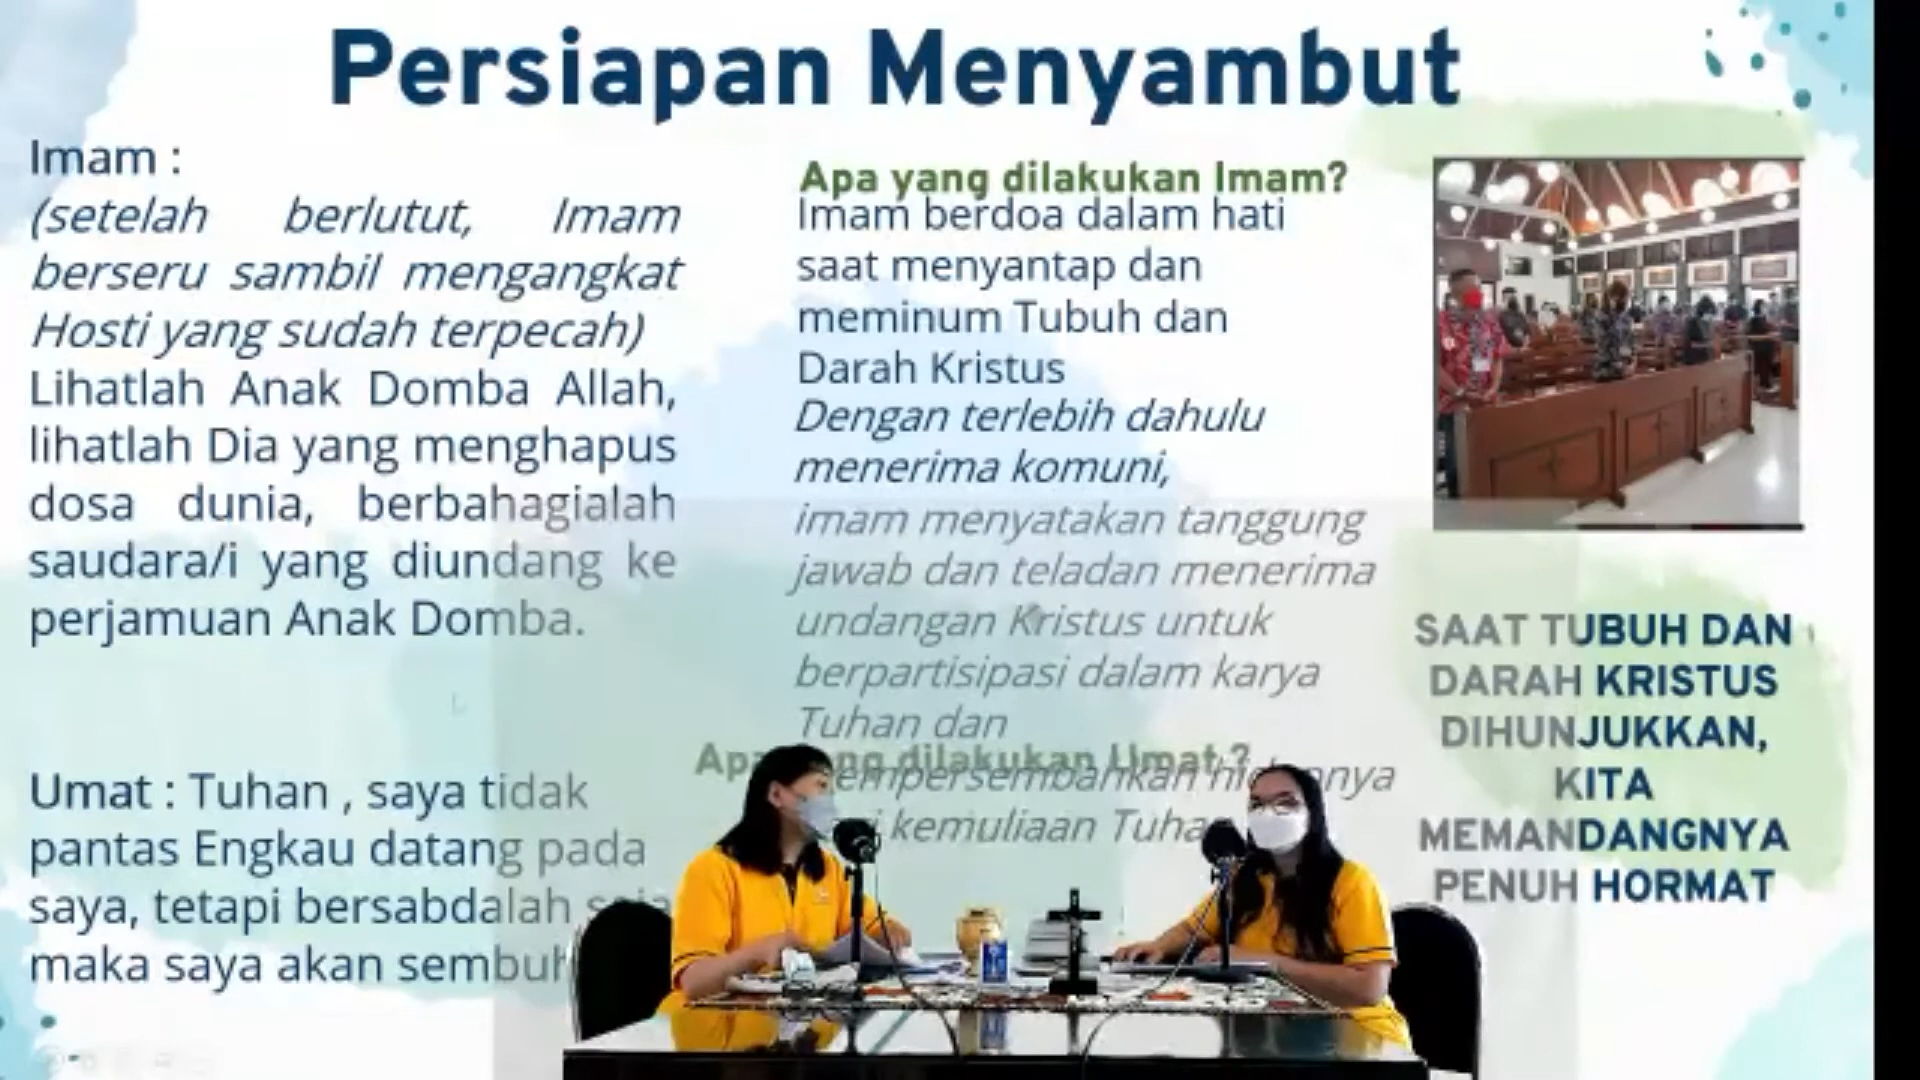 Persiapan Menyambut
Imam :
(setelah berlutut, Imam
berseru sambil mengangkat
Hosti yang sudah terpecah)
Lihatlah Anak Domba Allah,
lihatlah Dia yang menghapus
dosa dunia, berbahagialah
saudara/i yang diundang ke
perjamuan Anak Domba.
Umat : Tuhan , saya tidak
pantas Engkau datang pada
saya, tetapi bersabdalah saja
maka saya akan sembuh
Apa yang dilakukan Imam?
Imam berdoa dalam hati
saat menyantap dan
meminum Tubuh dan
Darah Kristus
Dengan terlebih dahulu
menerima komuni,
imam menyatakan tanggung
jawab dan teladan menerima
undangan Kristus untuk
berpartisipasi dalam karya
Tuhan dan
dilakukan Umat ?
kemuliaan
SAAT TUBUH DAN
DARAH KRISTUS
DIHUNJUKKAN,
KITA
MEMANDANGNYA
PENUH HORMAT